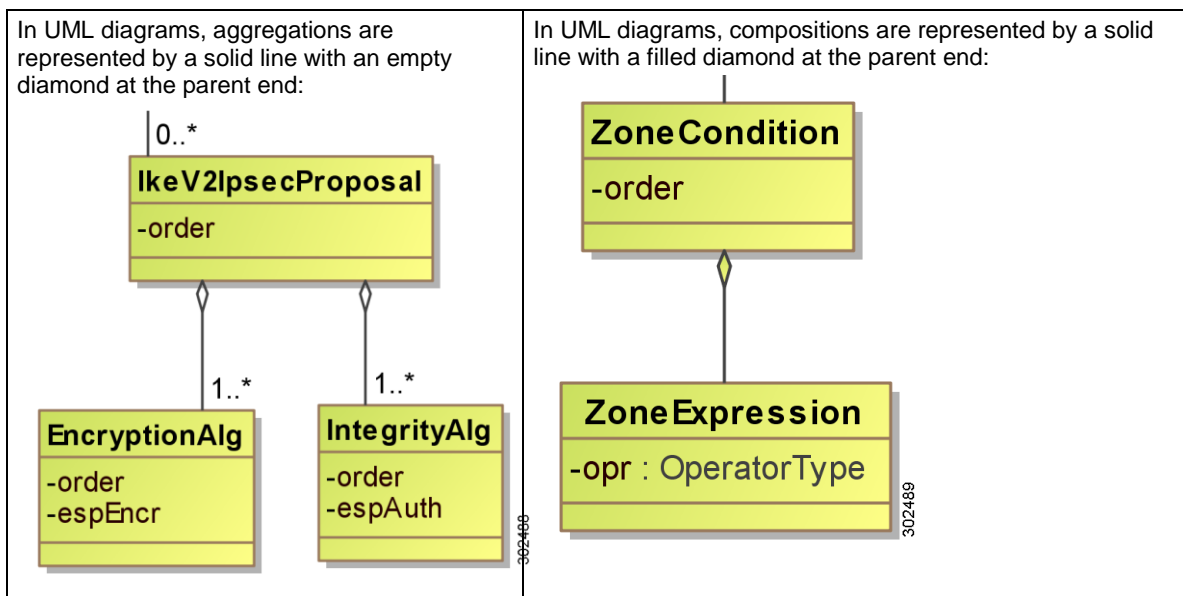 In UML diagrams, aggregations are
represented by a solid line with an empty
diamond at the parent end:
0..*
IkeV2IpsecProposal
-order
1..*
1..*
EncryptionAlg
-order
-espEncr
IntegrityAlg
-order
-espAuth
302488
In UML diagrams, compositions are represented by a solid
line with a filled diamond at the parent end:
ZoneCondition
-order
ZoneExpression
-opr : OperatorType
302489